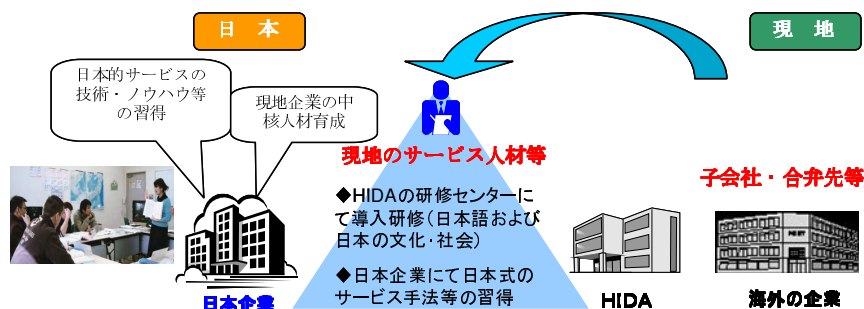 日 本
現 地
日本的サービスの
技術・ノウハウ等
の習得
現地企業の中
核人材育成
現地のサービス人材等
子会社・合弁先等
◆HIDAの研修センターに
て導入研修(日本語および
日本の文化・社会)
◆日本企業にて日本式の
サービス手法等の習得
日本企業
HIDA
海外の企業